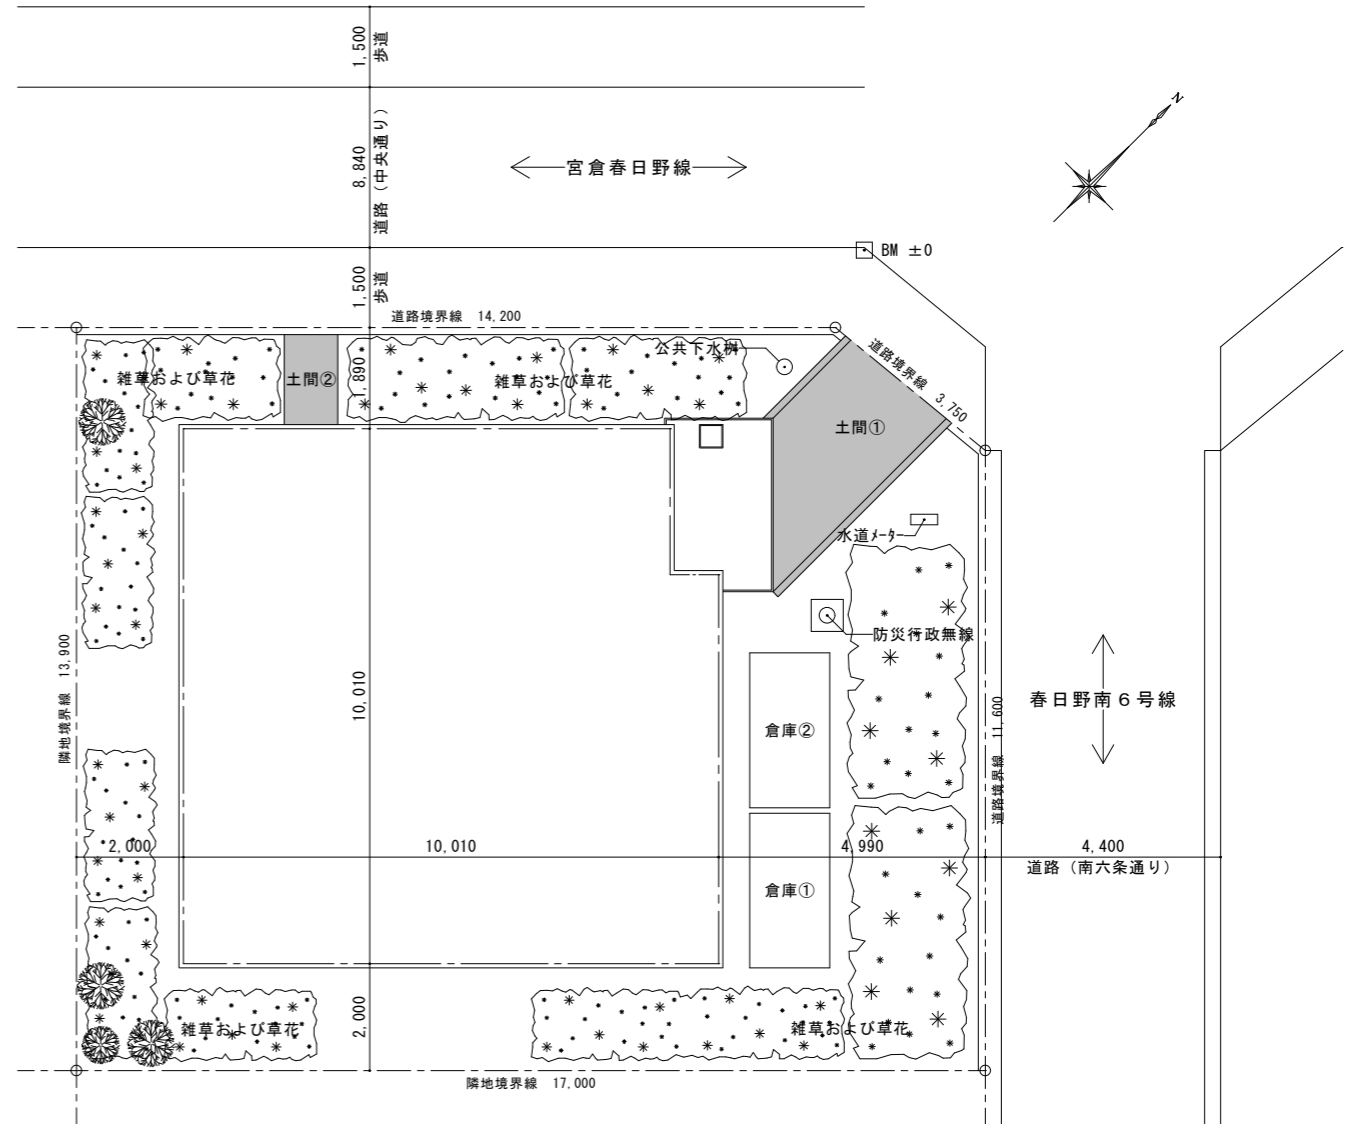 1,500
歩道
8,840
道路（中央通り）
宮倉春日野線
N
BM ±0
1,500
歩道
道路境界線 14,200
公共下水桝
道路境界線 3,750
雑草および草花
土間②
1,890
雑草および草花
土間①
水道ﾒｰﾀｰ
防災行政無線
隣地境界線 13,900
10,010
倉庫②
道路境界線 11,600
春日野南６号線
2,000
10,010
4,990
4,400
道路（南六条通り）
倉庫①
2,000
雑草および草花
雑草および草花
隣地境界線 17,000